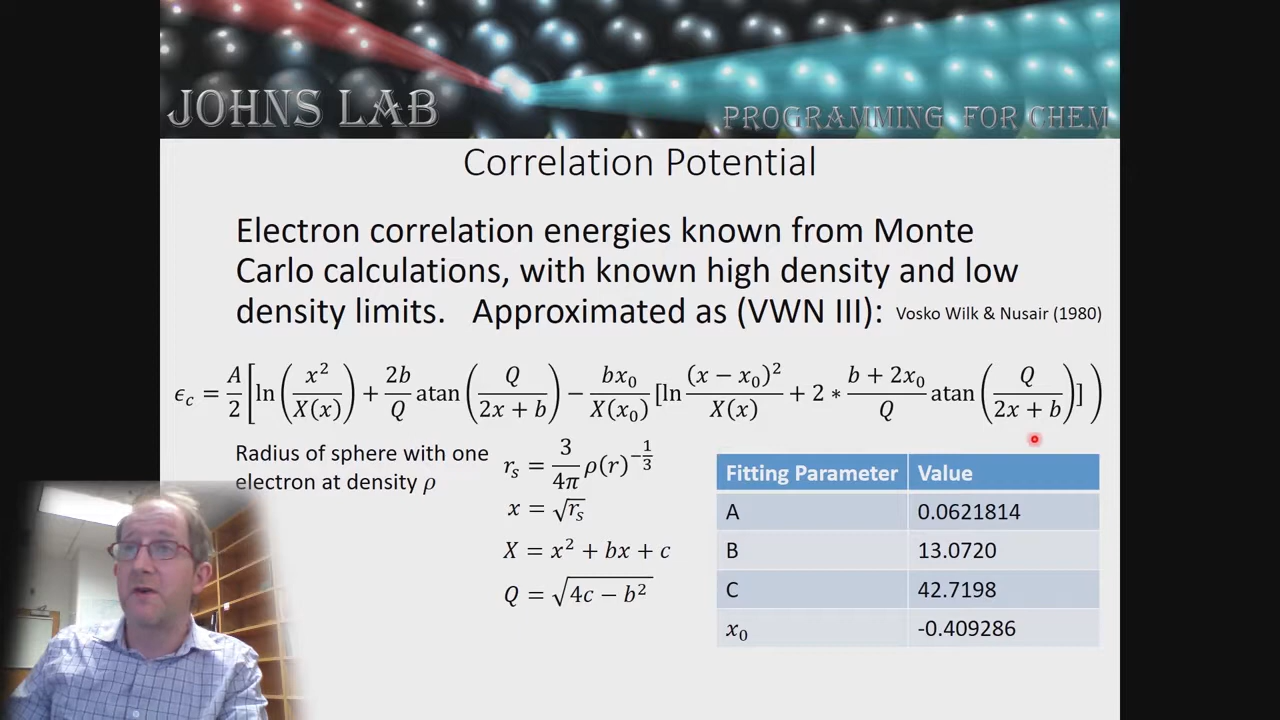 JOHNS LAB
PROGRAMMING FOR CHEM
Correlation Potential
Electron correlation energies known from Monte
Carlo calculations, with known high density and low
density limits. Approximated as (VWN III): Vosko Wilk & Nusair (1980)
ϵ_c = A/2 [ln (x²/X(x)) + 2b/Q atan (Q/2x + b) − bx₀/X(x₀) [ln (x − x₀)²/X(x) + 2 * b + 2x₀/Q atan (Q/2x + b)] )
Radius of sphere with one
electron at density ρ
r_s = 3/4π ρ(r)^−1/3
x = √r_s
X = x² + bx + c
Q = √4c − b²
Fitting Parameter Value
A 0.0621814
B 13.0720
C 42.7198
x₀ -0.409286